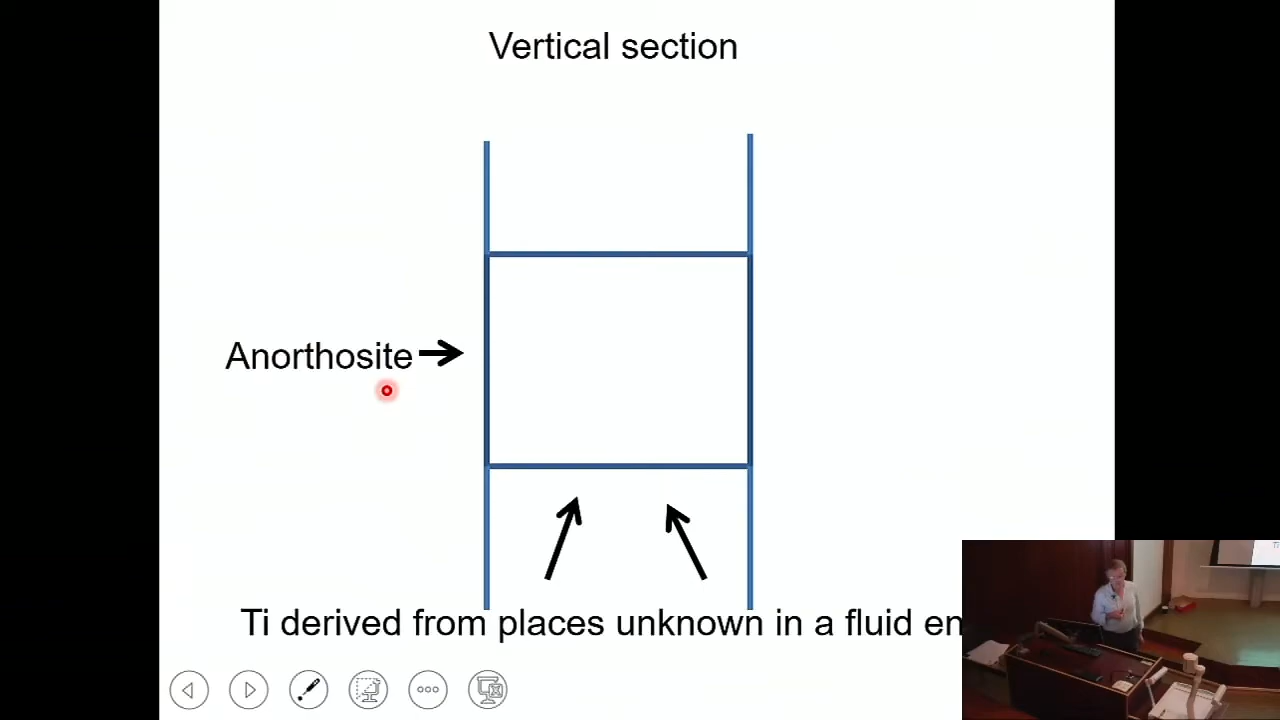 Vertical section
Anorthosite
Ti derived from places unknown in a fluid en